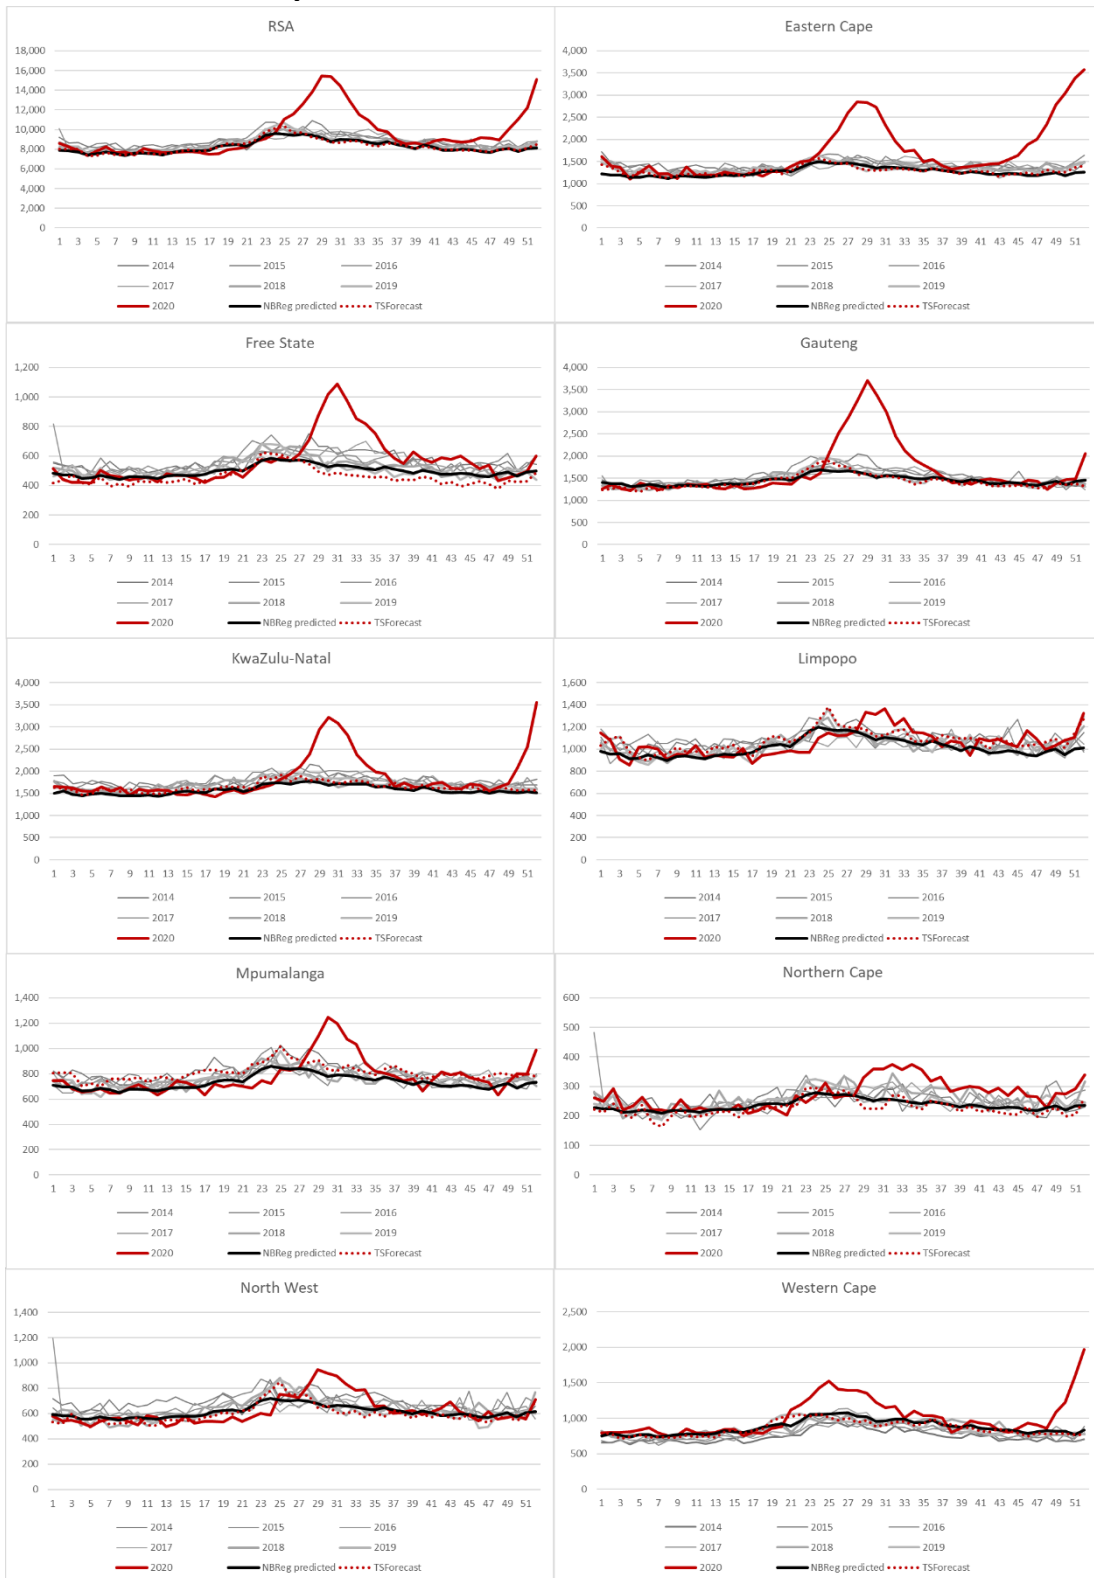 RSA
18,000
16,000
14,000
12,000
10,000
8,000
6,000
4,000
2,000
0
1 3 5 7 9 11 13 15 17 19 21 23 25 27 29 31 33 35 37 39 41 43 45 47 49 51
2014 2015 2016
2017 2018 2019
2020 NBReg predicted TSForecast
Eastern Cape
4,000
3,500
3,000
2,500
2,000
1,500
1,000
500
0
1 3 5 7 9 11 13 15 17 19 21 23 25 27 29 31 33 35 37 39 41 43 45 47 49 51
2014 2015 2016
2017 2018 2019
2020 NBReg predicted TSForecast
Free State
1,200
1,000
800
600
400
200
0
1 3 5 7 9 11 13 15 17 19 21 23 25 27 29 31 33 35 37 39 41 43 45 47 49 51
2014 2015 2016
2017 2018 2019
2020 NBReg predicted TSForecast
Gauteng
4,000
3,500
3,000
2,500
2,000
1,500
1,000
500
0
1 3 5 7 9 11 13 15 17 19 21 23 25 27 29 31 33 35 37 39 41 43 45 47 49 51
2014 2015 2016
2017 2018 2019
2020 NBReg predicted TSForecast
KwaZulu-Natal
4,000
3,500
3,000
2,500
2,000
1,500
1,000
500
0
1 3 5 7 9 11 13 15 17 19 21 23 25 27 29 31 33 35 37 39 41 43 45 47 49 51
2014 2015 2016
2017 2018 2019
2020 NBReg predicted TSForecast
Limpopo
1,600
1,400
1,200
1,000
800
600
400
200
0
1 3 5 7 9 11 13 15 17 19 21 23 25 27 29 31 33 35 37 39 41 43 45 47 49 51
2014 2015 2016
2017 2018 2019
2020 NBReg predicted TSForecast
Mpumalanga
1,400
1,200
1,000
800
600
400
200
0
1 3 5 7 9 11 13 15 17 19 21 23 25 27 29 31 33 35 37 39 41 43 45 47 49 51
2014 2015 2016
2017 2018 2019
2020 NBReg predicted TSForecast
Northern Cape
600
500
400
300
200
100
0
1 3 5 7 9 11 13 15 17 19 21 23 25 27 29 31 33 35 37 39 41 43 45 47 49 51
2014 2015 2016
2017 2018 2019
2020 NBReg predicted TSForecast
North West
1,400
1,200
1,000
800
600
400
200
0
1 3 5 7 9 11 13 15 17 19 21 23 25 27 29 31 33 35 37 39 41 43 45 47 49 51
2014 2015 2016
2017 2018 2019
2020 NBReg predicted TSForecast
Western Cape
2,500
2,000
1,500
1,000
500
0
1 3 5 7 9 11 13 15 17 19 21 23 25 27 29 31 33 35 37 39 41 43 45 47 49 51
2014 2015 2016
2017 2018 2019
2020 NBReg predicted TSForecast